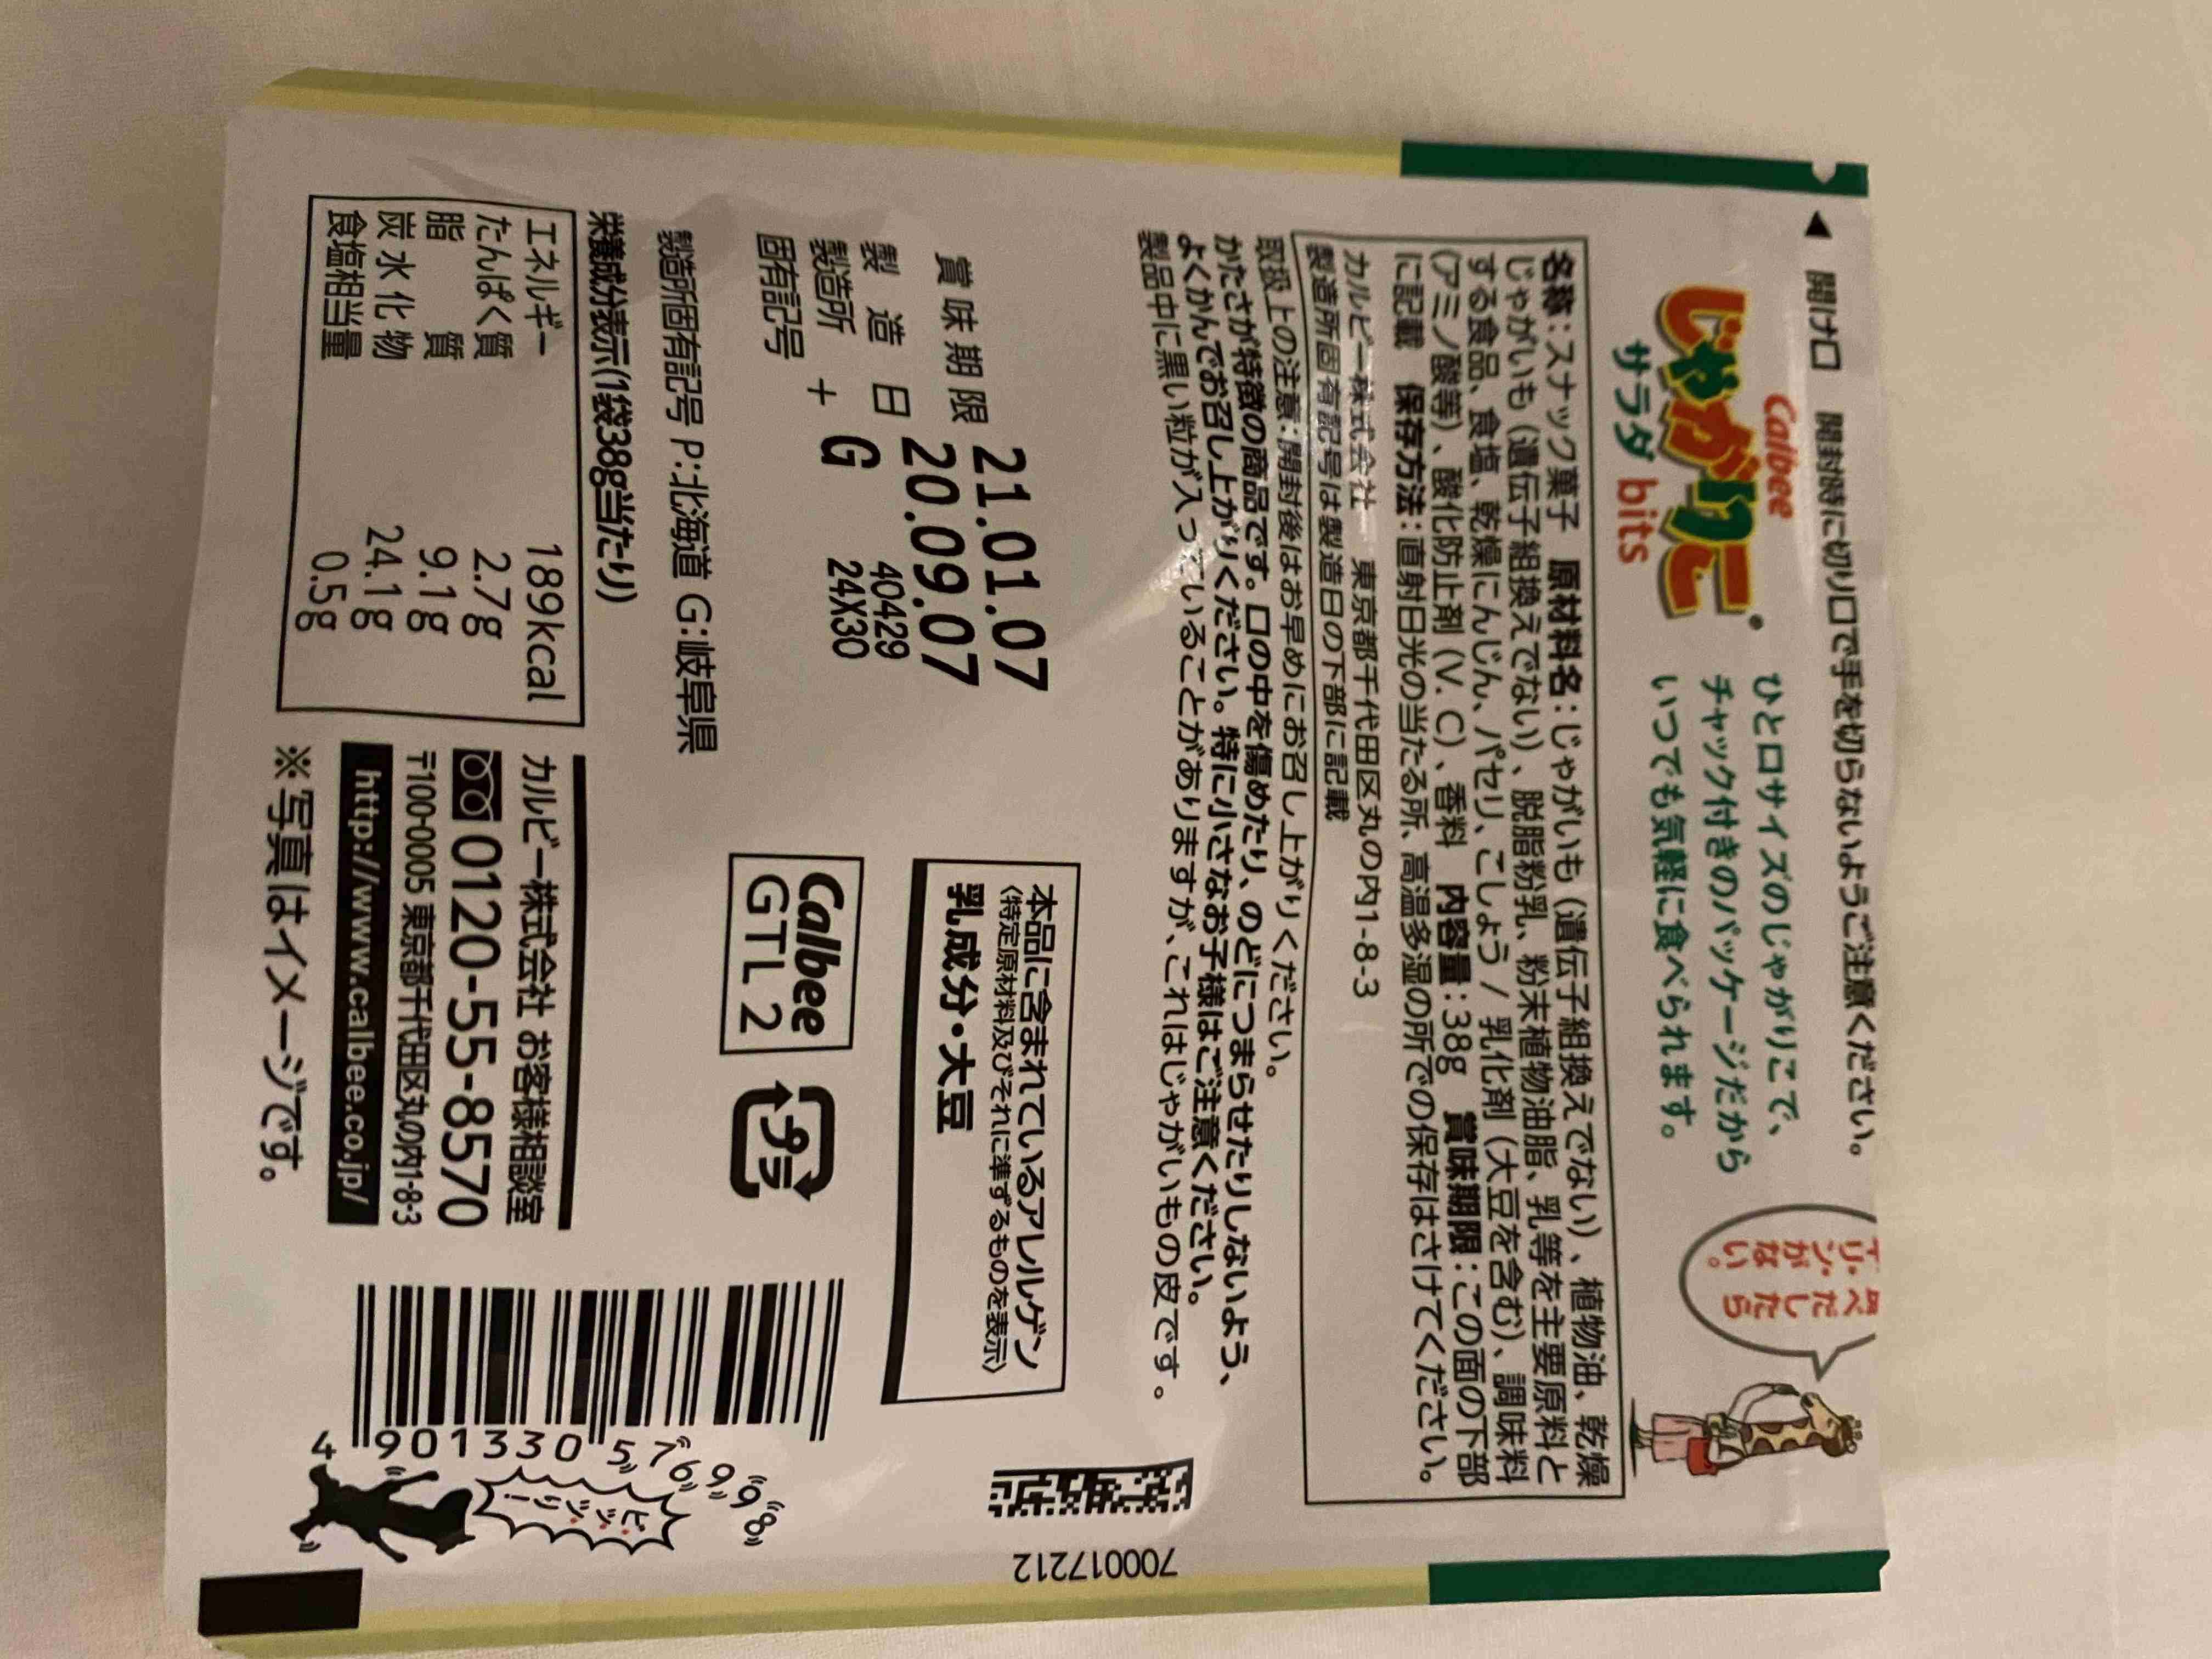 開け口 開封時に切り口で手を切らないようご注意ください。
Calbee
じゃがりこ®
サラダ bits
ひと口サイズのじゃがりこで、
チャック付きのパッケージだから
いつでも気軽に食べられます。
名称：スナック菓子 原材料名：じゃがいも（遺伝子組換えでない）、植物油、乾燥
じゃがいも（遺伝子組換えでない）、脱脂粉乳、粉末植物油脂、乳等を主要原料と
する食品、食塩、乾燥にんじん、パセリ、こしょう / 乳化剤（大豆を含む）、調味料
（アミノ酸等）、酸化防止剤（V. C）、香料 内容量：38g 賞味期限：この面の下部
に記載 保存方法：直射日光の当たる所、高温多湿の所での保存はさけてください。
カルビー株式会社 東京都千代田区丸の内1-8-3
製造所固有記号は製造日の下部に記載
取扱上の注意：開封後はお早めにお召し上がりください。
かたさが特徴の商品です。口の中を傷めたり、のどにつまらせたりしないよう、
よくかんでお召し上がりください。特に小さなお子様はご注意ください。
製品中に黒い粒が入っていることがありますが、これはじゃがいもの皮です。
賞味期限 21.01.07
製造日 20.09.07
製造所 + G 40429
固有記号 24X30
製造所固有記号 P:北海道 G:岐阜県
本品に含まれているアレルゲン
〈特定原材料及びそれに準ずるものを表示〉
乳成分・大豆
700017212
Calbee
GTL 2
プラ
栄養成分表示(1袋38g当たり)
エネルギー 189kcal
たんぱく質 2.7g
脂質 9.1g
炭水化物 24.1g
食塩相当量 0.5g
カルビー株式会社 お客様相談室
0120-55-8570
〒100-0005 東京都千代田区丸の内1-8-3
http://www.calbee.co.jp/
※写真はイメージです。
4 901330 576998